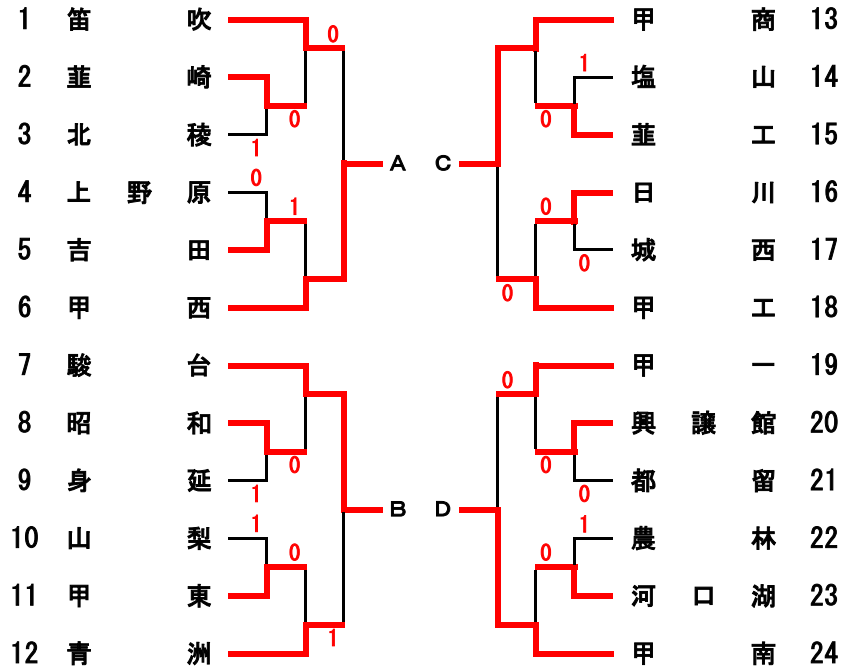 1 笛吹 0 甲商 13
2 韮崎 1 塩山 14
0 0
3 北稜 韮工 15
1
A C
0
4 上野原 1 0 日川 16
5 吉田 城西 17
0
0
6 甲西 甲工 18
7 駿台 0 甲一 19
8 昭和 興譲館 20
0 0
9 身延 都留 21
1 0
B D
1 1
10 山梨 農林 22
0 0
11 甲東 河口湖 23
1
12 青洲 甲南 24